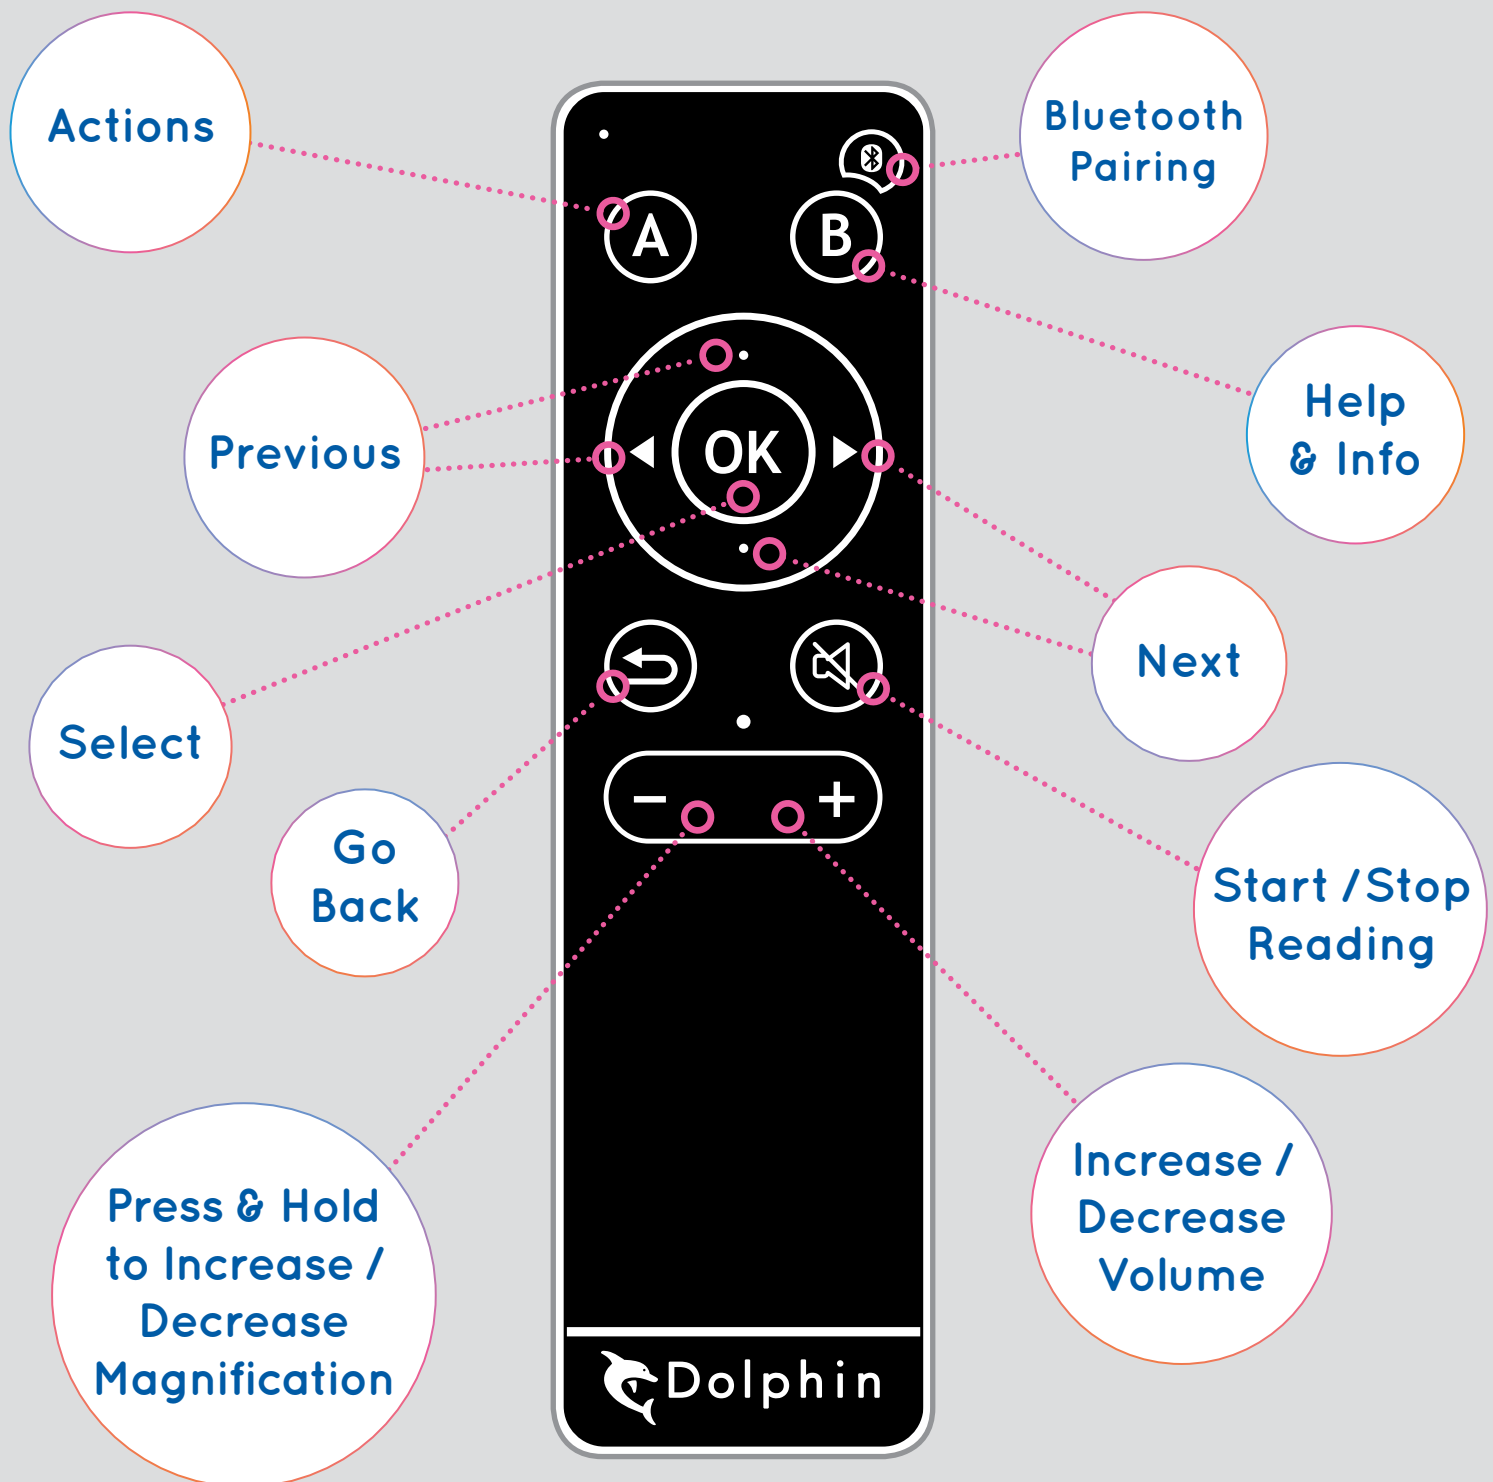 Actions
Bluetooth
Pairing
A
B
Previous
Help
& Info
OK
Next
Select
Go
Back
Start /Stop
Reading
− +
Press & Hold
to Increase /
Decrease
Magnification
Increase /
Decrease
Volume
Dolphin